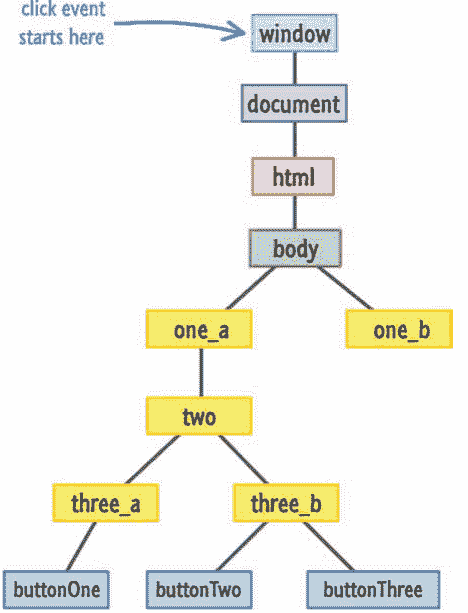 click event
starts here
window
document
html
body
one_a
one_b
two
three_a
three_b
buttonOne
buttonTwo
buttonThree